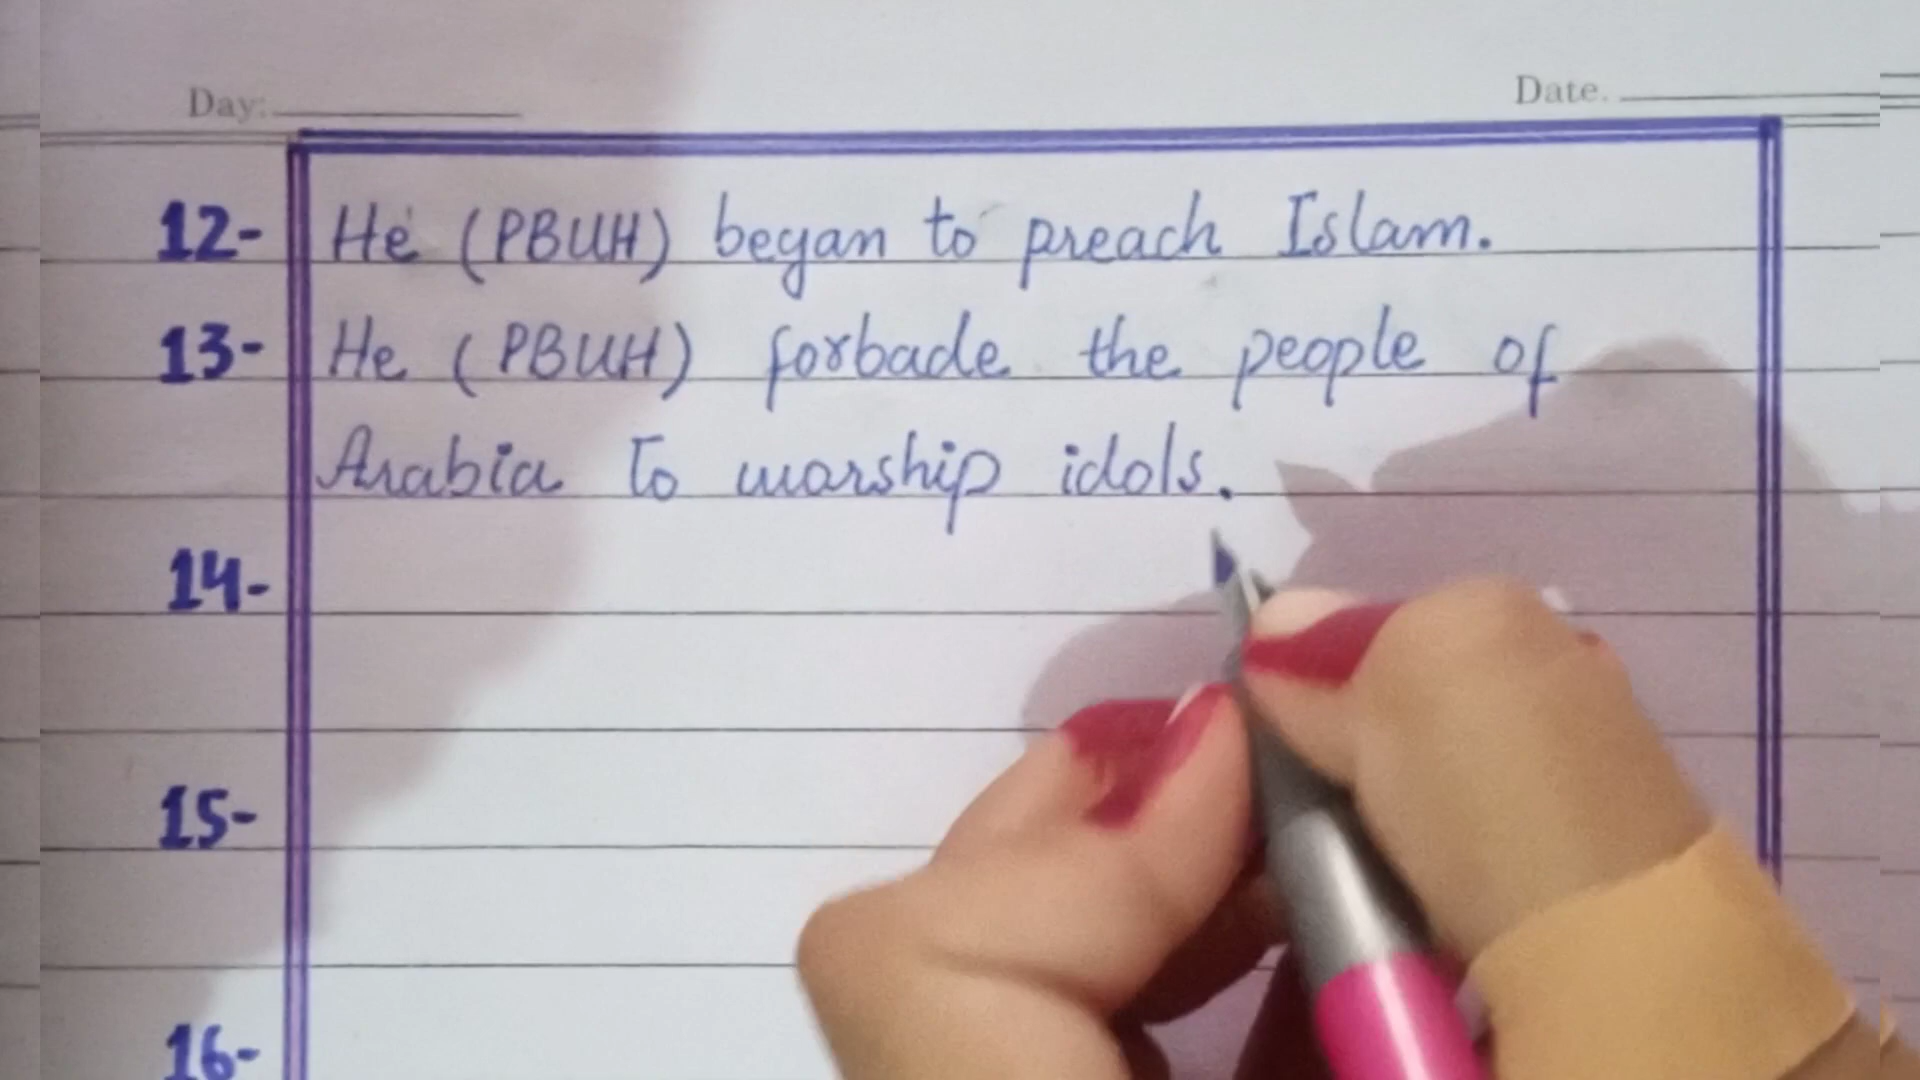 Day:
Date.
12- He (PBUH) began to preach Islam.
13- He (PBUH) forbade the people of
Arabia to warship idols.
14-
15-
16-